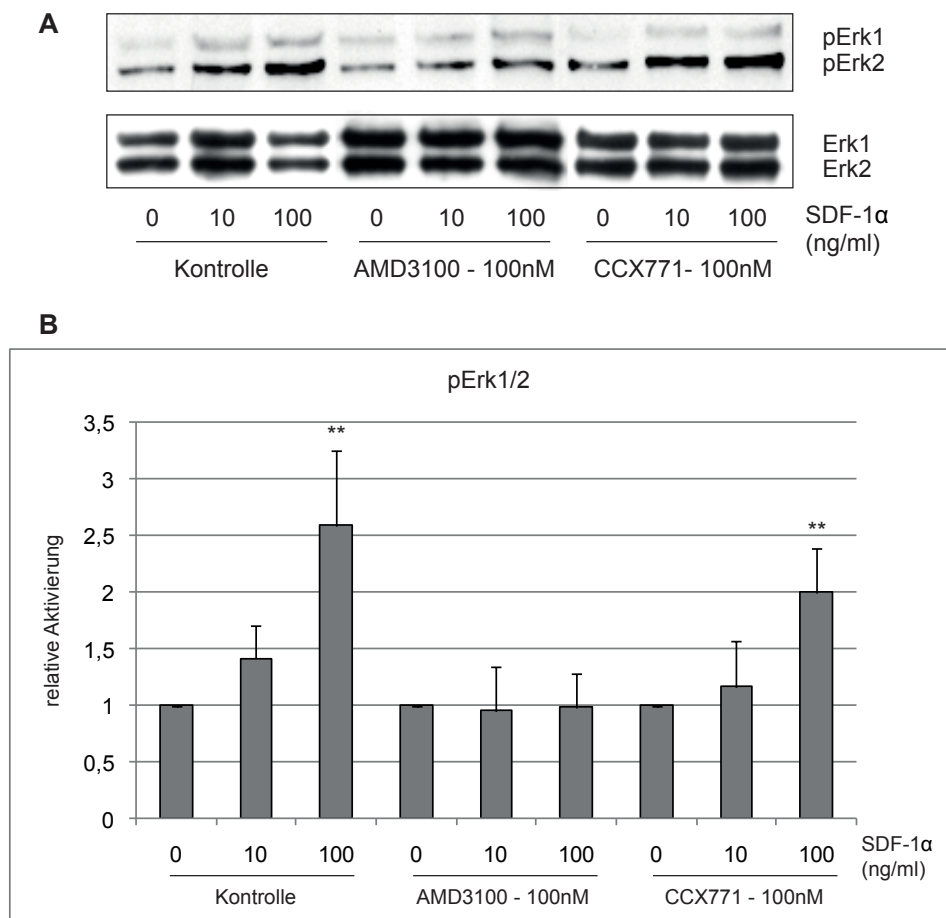 A
pErk1
pErk2
Erk1
Erk2
0 10 100 0 10 100 0 10 100 SDF-1α
(ng/ml)
Kontrolle AMD3100 - 100nM CCX771- 100nM
B
pErk1/2
relative Aktivierung
3,5
3
2,5
2
1,5
1
0,5
0
** 
**
0 10 100 0 10 100 0 10 100 SDF-1α
(ng/ml)
Kontrolle AMD3100 - 100nM CCX771 - 100nM